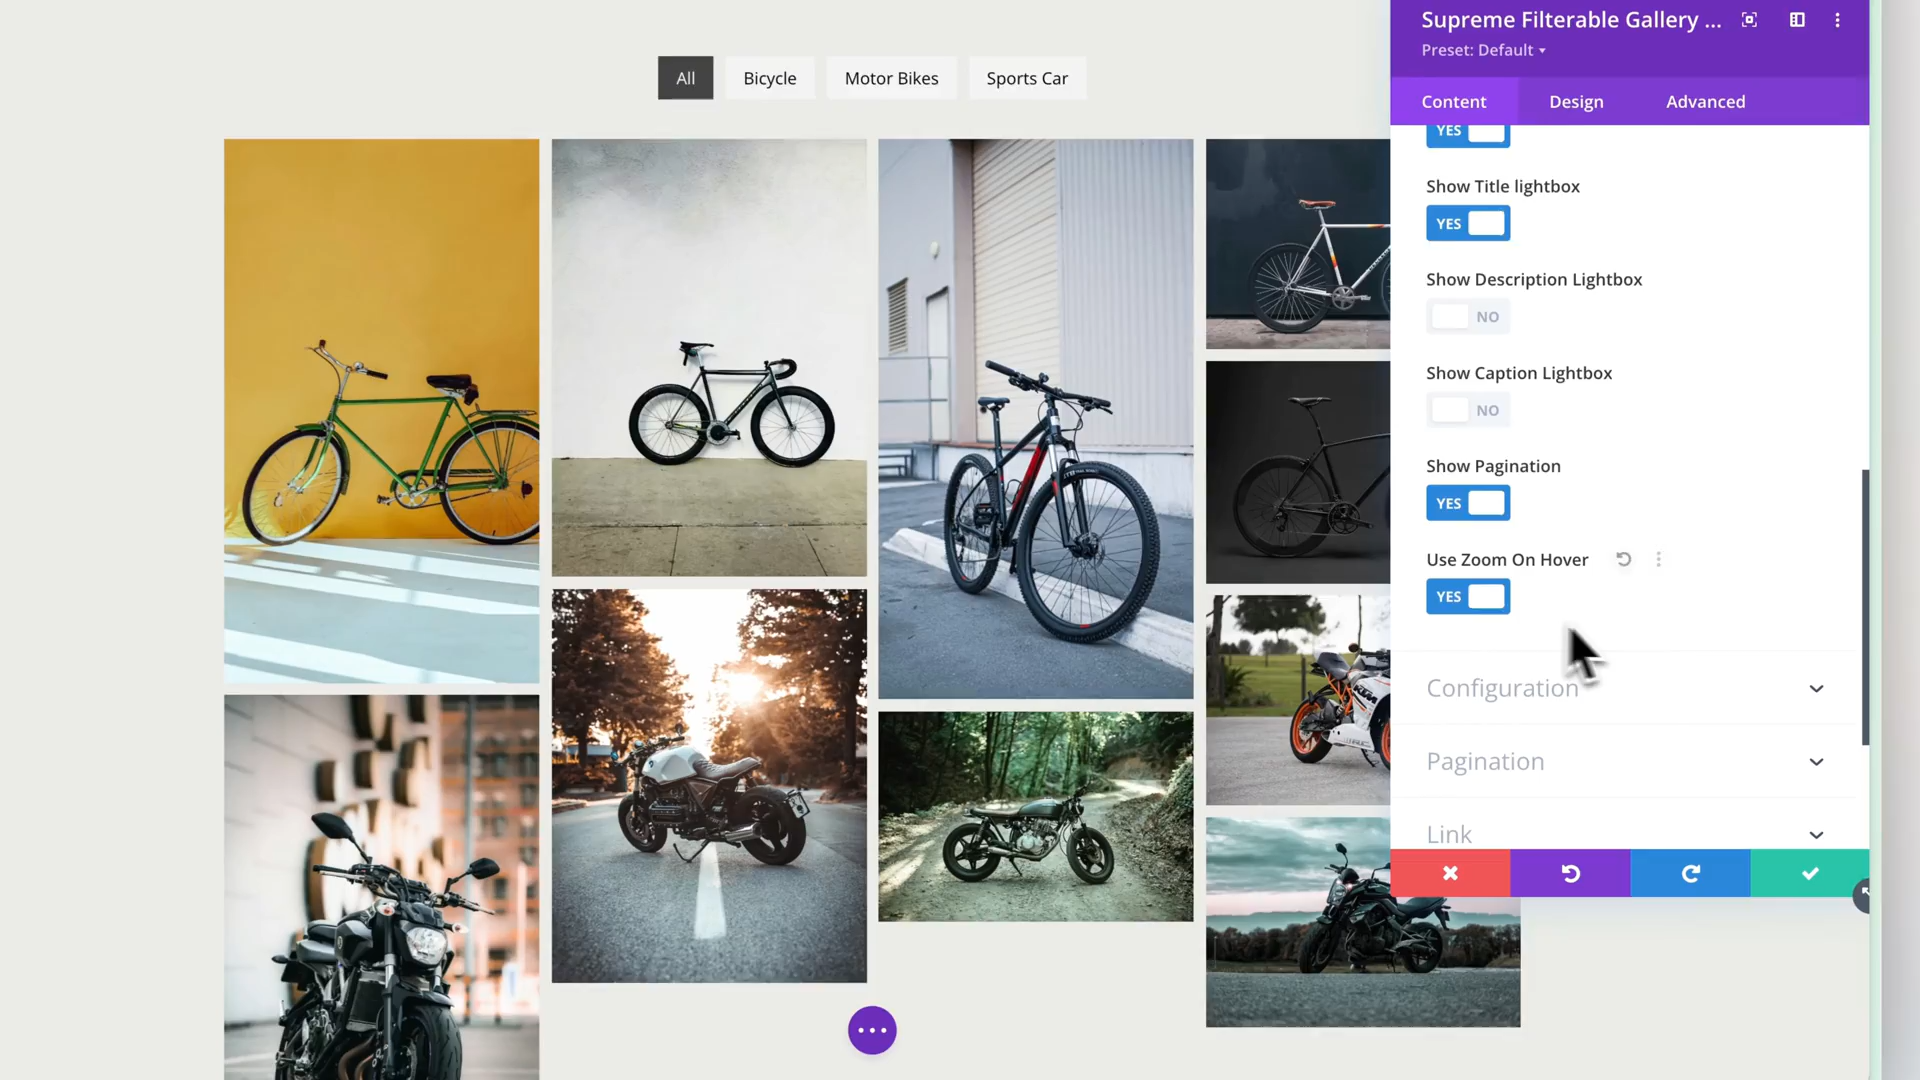 All
Bicycle
Motor Bikes
Sports Car
Supreme Filterable Gallery ...
Preset: Default
Content
Design
Advanced
YES
Show Title lightbox
YES
Show Description Lightbox
NO
Show Caption Lightbox
NO
Show Pagination
YES
Use Zoom On Hover
YES
Configuration
Pagination
Link